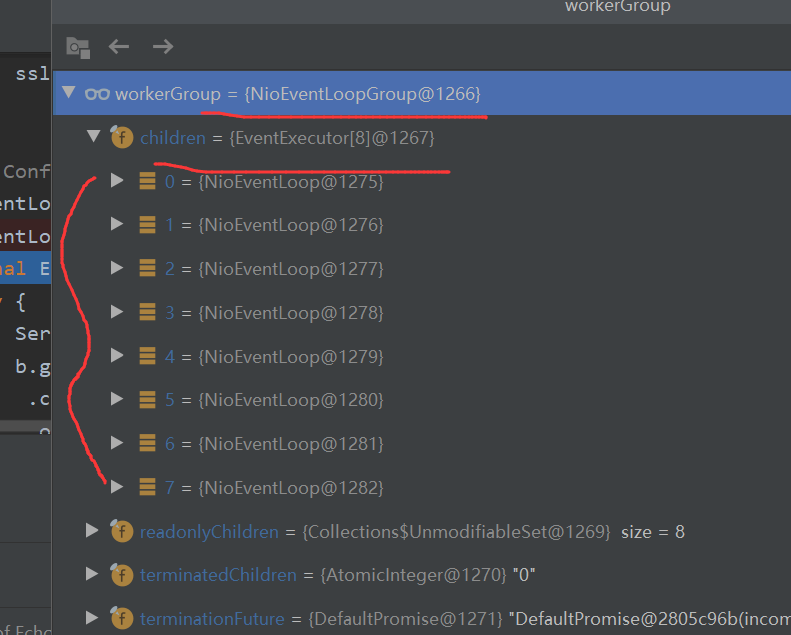 workerGroup
ssl
workerGroup = {NioEventLoopGroup@1266}
children = {EventExecutor[8]@1267}
Conf
0 = {NioEventLoop@1275}
entLo
1 = {NioEventLoop@1276}
entLo
2 = {NioEventLoop@1277}
nal E
{
3 = {NioEventLoop@1278}
Ser
4 = {NioEventLoop@1279}
b.g
5 = {NioEventLoop@1280}
.c
6 = {NioEventLoop@1281}
7 = {NioEventLoop@1282}
readonlyChildren = {Collections$UnmodifiableSet@1269} size = 8
terminatedChildren = {AtomicInteger@1270} "0"
terminationFuture = {DefaultPromise@1271} "DefaultPromise@2805c96b(incom
of Echo